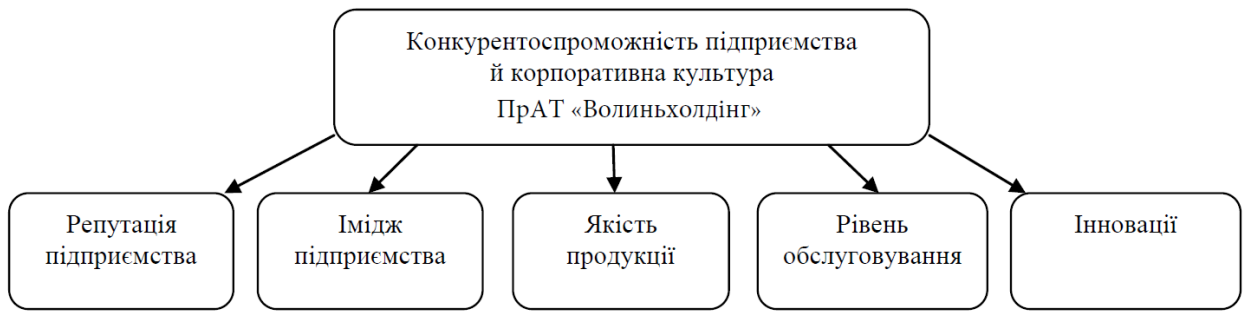 Конкурентоспроможність підприємства
й корпоративна культура
ПрАТ «Волиньхолдінг»
Репутація
підприємства
Імідж
підприємства
Якість
продукції
Рівень
обслуговування
Інновації